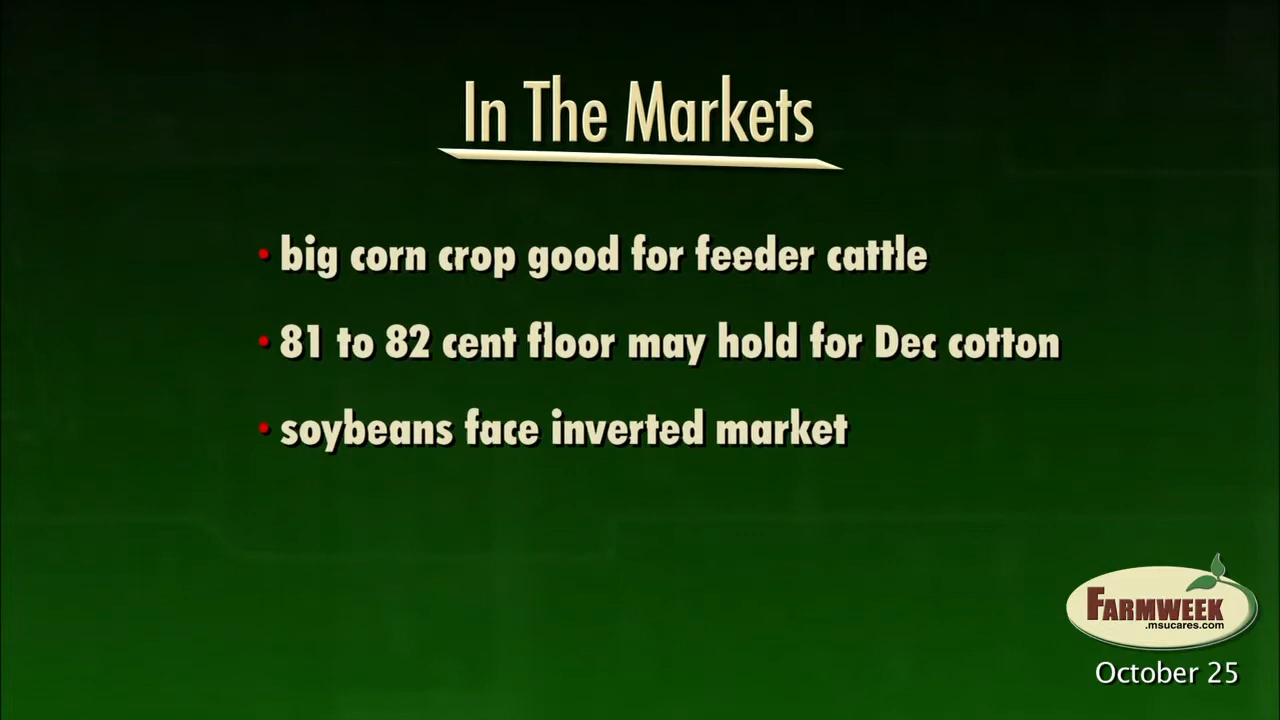 In The Markets
• big corn crop good for feeder cattle
• 81 to 82 cent floor may hold for Dec cotton
• soybeans face inverted market
FARMWEEK
.msucares.com
October 25